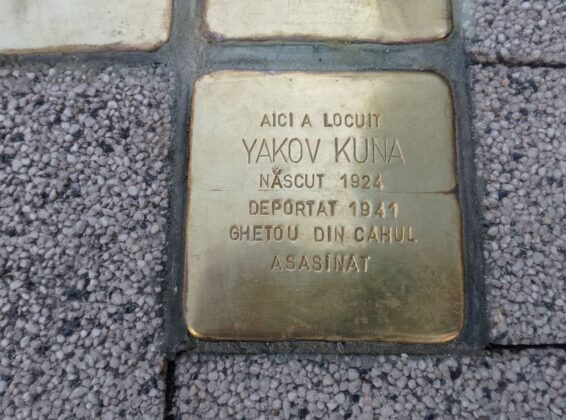 AICI A LOCUIT
YAKOV KUNA
NĂSCUT 1924
DEPORTAT 1941
GHETOU DIN CAHUL
ASASINAT